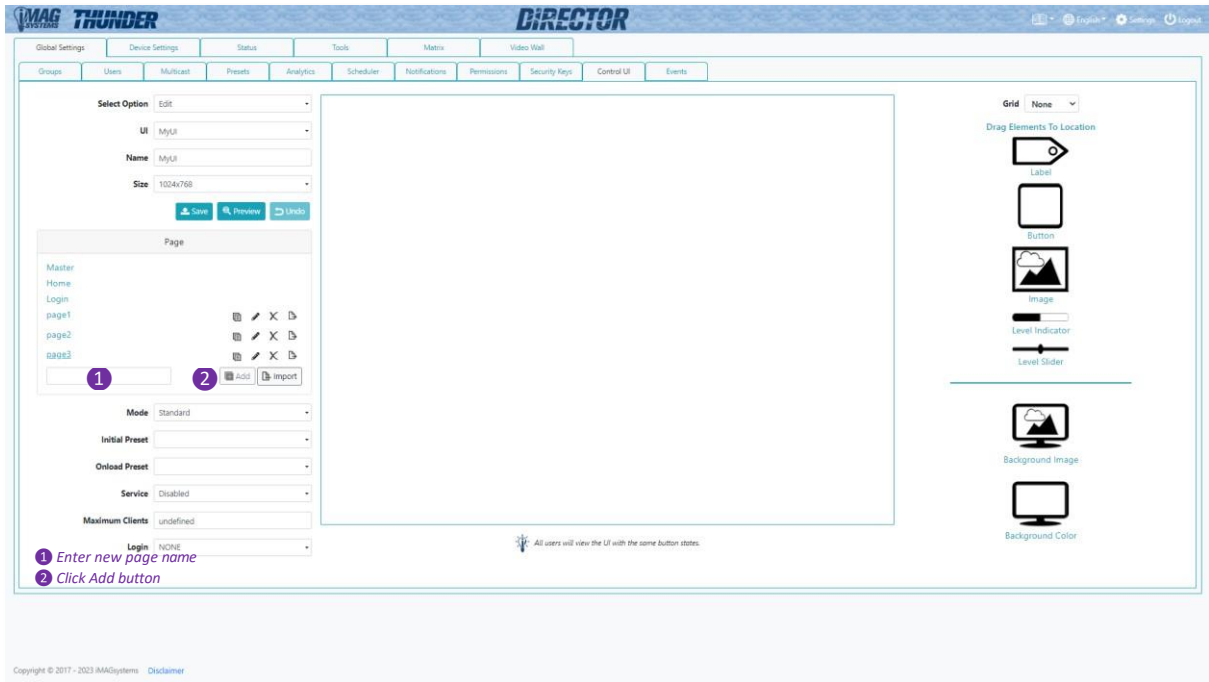 iMAG SYSTEMS THUNDER
DIRECTOR
English Settings Logout
Global Settings Device Settings Status Tools Matrix Video Wall
Groups Users Multicast Presets Analytics Scheduler Notifications Permissions Security Keys Control UI Events
Select Option Edit
UI MyUI
Name MyUI
Size 1024x768
Save Preview Undo
Page
Master
Home
Login
page1
page2
page3
1 2 Add Import
Mode Standard
Initial Preset
Onload Preset
Service Disabled
Maximum Clients undefined
Login NONE
1 Enter new page name
2 Click Add button
All users will view the UI with the same button states.
Grid None
Drag Elements To Location
Label
Button
Image
Level Indicator
Level Slider
Background Image
Background Color
Copyright © 2017 - 2023 iMAGsystems Disclaimer